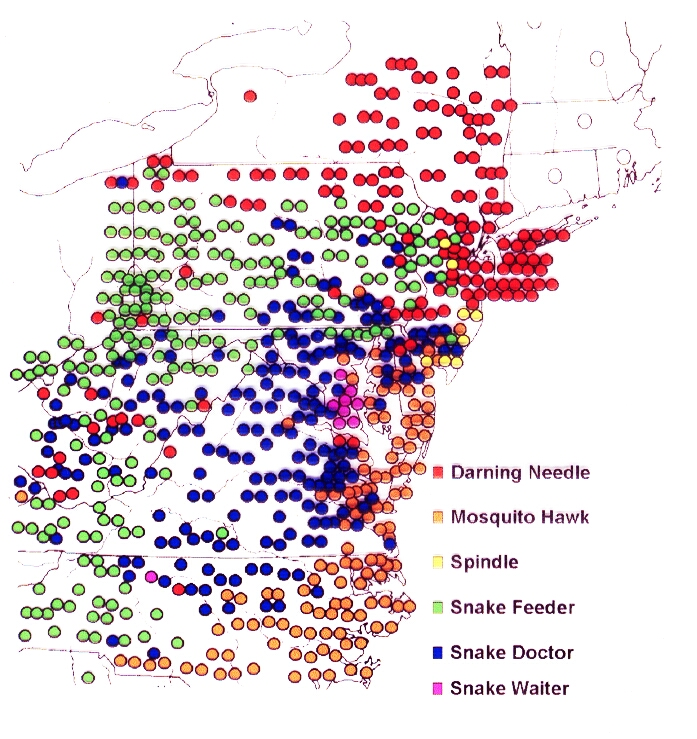 Darning Needle
Mosquito Hawk
Spindle
Snake Feeder
Snake Doctor
Snake Waiter